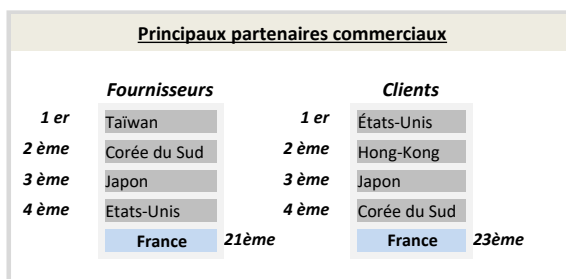 Principaux partenaires commerciaux
Fournisseurs Clients
1 er Taïwan 1 er États-Unis
2 ème Corée du Sud 2 ème Hong-Kong
3 ème Japon 3 ème Japon
4 ème Etats-Unis 4 ème Corée du Sud
France 21ème France 23ème